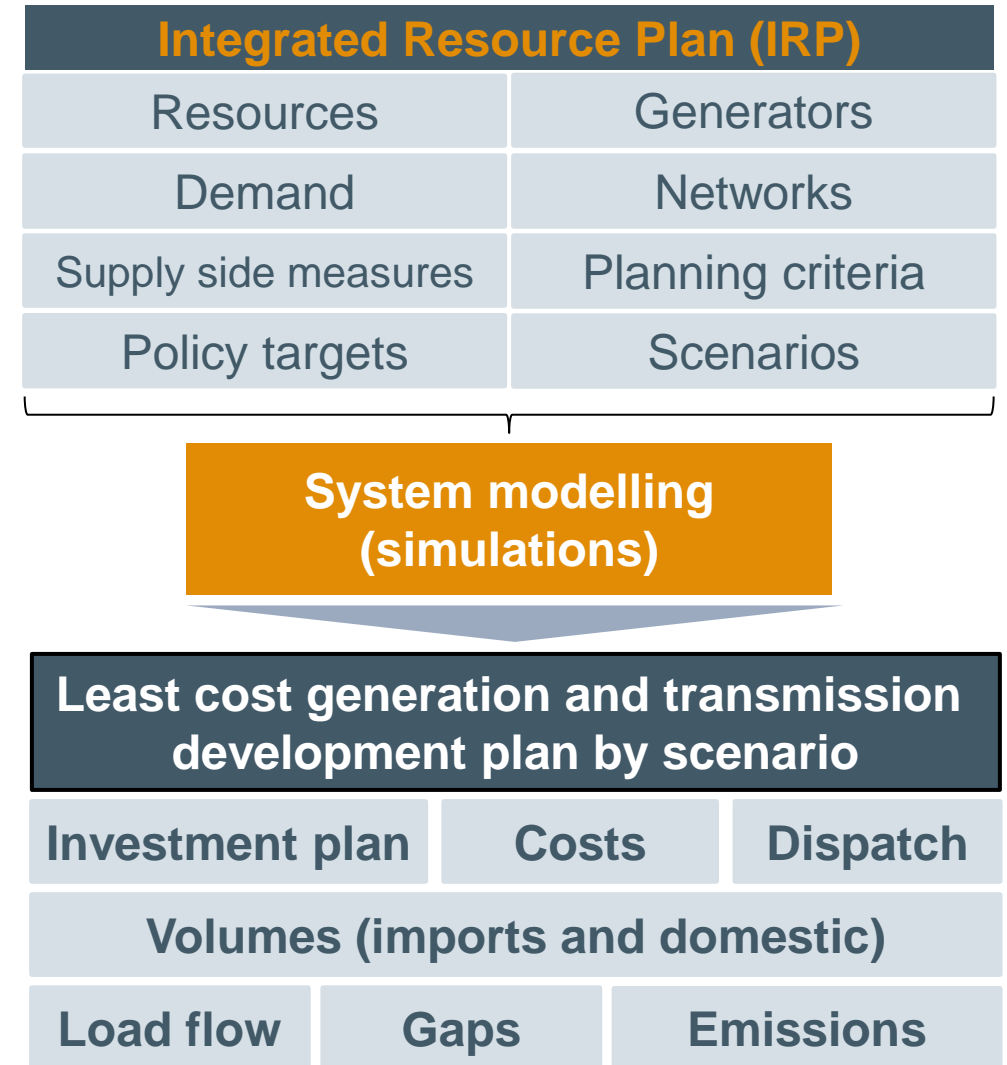 Integrated Resource Plan (IRP)
Resources
Generators
Demand
Networks
Supply side measures
Planning criteria
Policy targets
Scenarios
System modelling
(simulations)
Least cost generation and transmission
development plan by scenario
Investment plan
Costs
Dispatch
Volumes (imports and domestic)
Load flow
Gaps
Emissions